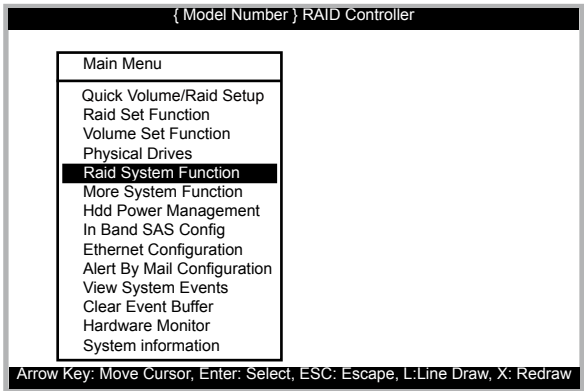 { Model Number } RAID Controller
Main Menu
Quick Volume/Raid Setup
Raid Set Function
Volume Set Function
Physical Drives
Raid System Function
More System Function
Hdd Power Management
In Band SAS Config
Ethernet Configuration
Alert By Mail Configuration
View System Events
Clear Event Buffer
Hardware Monitor
System information
Arrow Key: Move Cursor, Enter: Select, ESC: Escape, L:Line Draw, X: Redraw